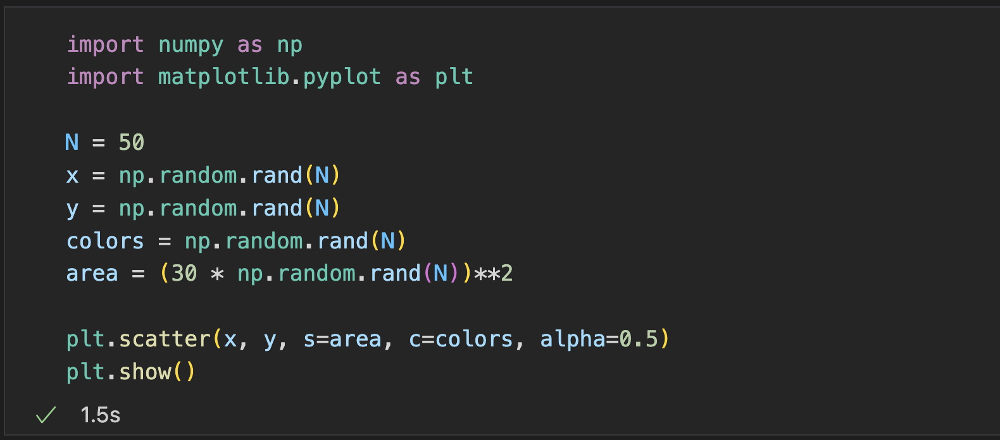 import numpy as np
import matplotlib.pyplot as plt
N = 50
x = np.random.rand(N)
y = np.random.rand(N)
colors = np.random.rand(N)
area = (30 * np.random.rand(N))**2
plt.scatter(x, y, s=area, c=colors, alpha=0.5)
plt.show()
1.5s